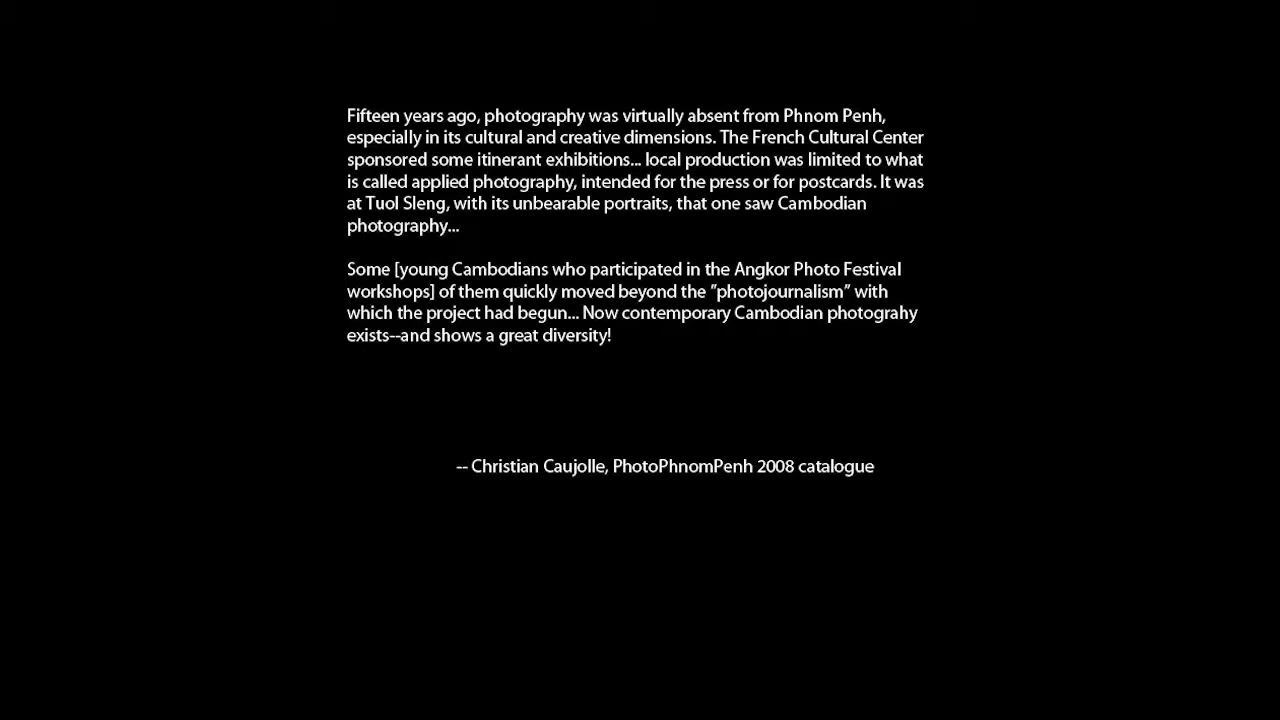 Fifteen years ago, photography was virtually absent from Phnom Penh,
especially in its cultural and creative dimensions. The French Cultural Center
sponsored some itinerant exhibitions... local production was limited to what
is called applied photography, intended for the press or for postcards. It was
at Tuol Sleng, with its unbearable portraits, that one saw Cambodian
photography...
Some [young Cambodians who participated in the Angkor Photo Festival
workshops] of them quickly moved beyond the "photojournalism" with
which the project had begun... Now contemporary Cambodian photograhy
exists--and shows a great diversity!
-- Christian Caujolle, PhotoPhnomPenh 2008 catalogue